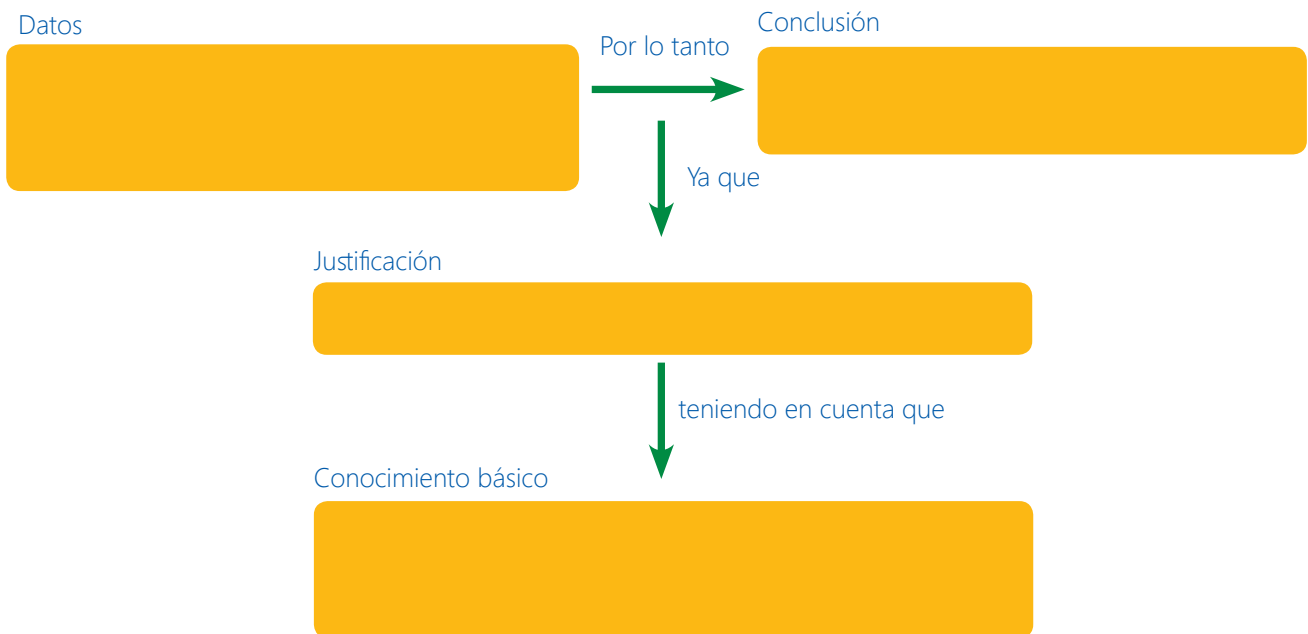 Datos
Por lo tanto
Conclusión
Ya que
Justificación
teniendo en cuenta que
Conocimiento básico